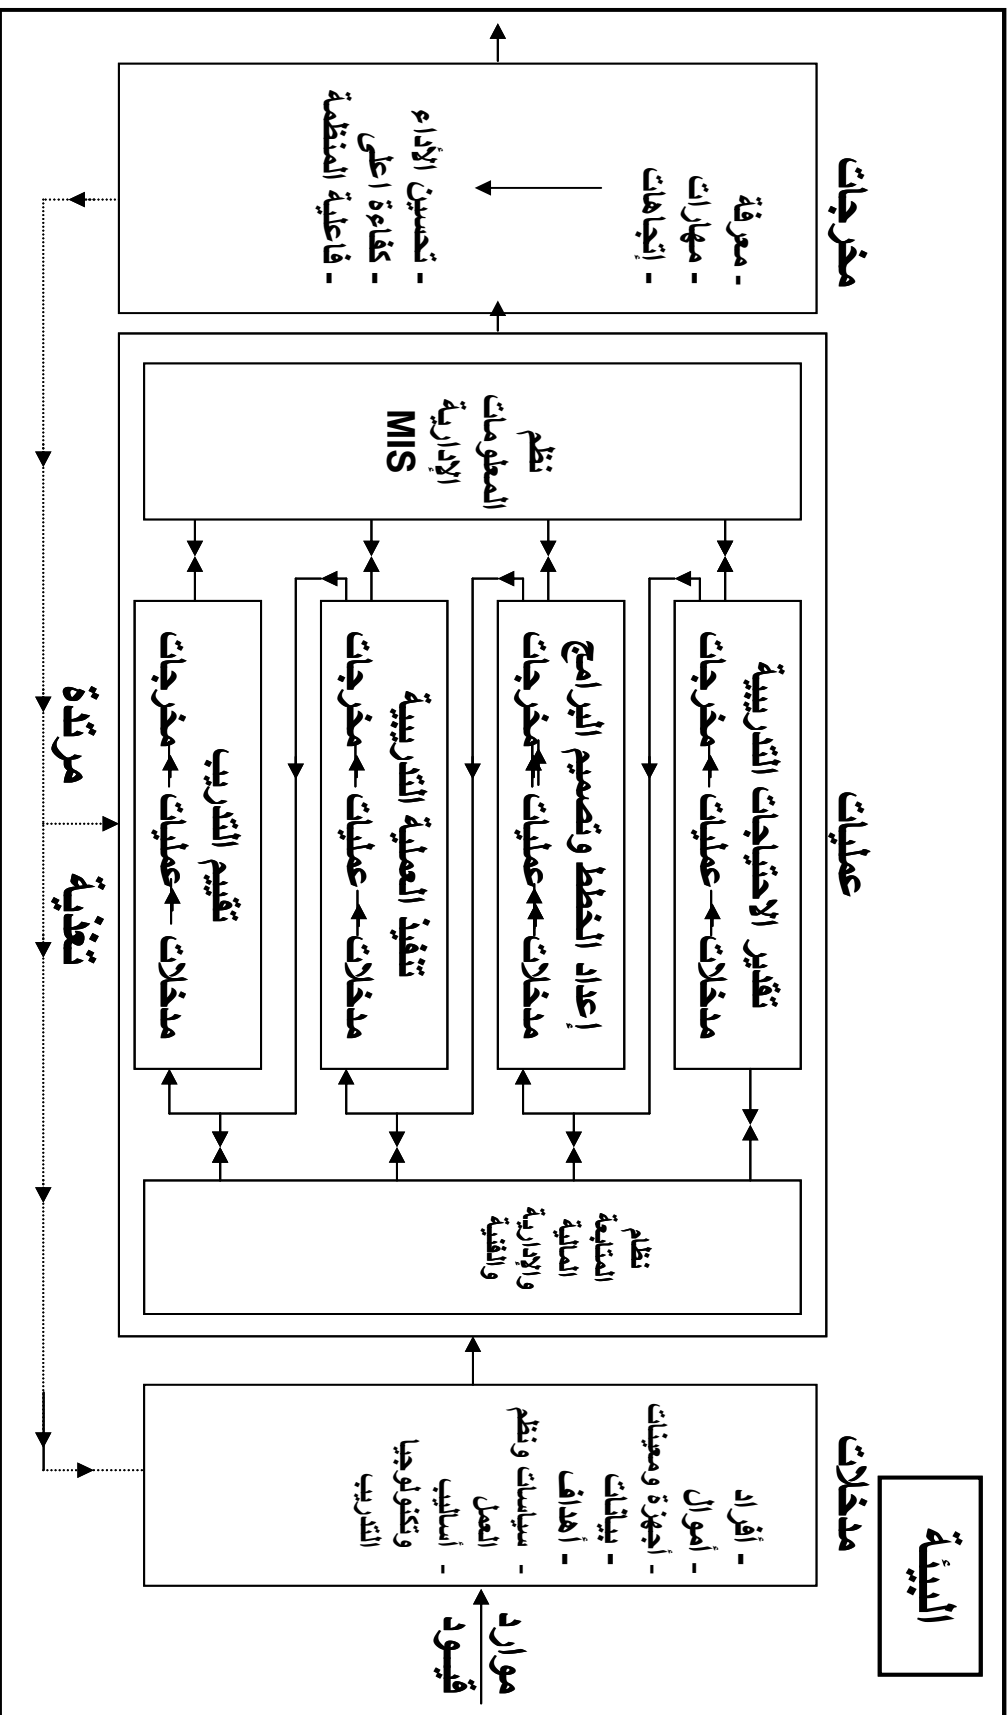 البيئة
مدخلات
عمليات
مخرجات
موارد
قيود
- أفراد
- أموال
- أجهزة ومعينات
- بيانات
- أهداف
- سياسات ونظم
العمل
- أساليب
وتكنولوجيا
التدريب
نظام
المتابعة
المالية
والإدارية
والفنية
تقدير الاحتياجات التدريبية
مدخلات عمليات مخرجات
إعداد الخطط وتصميم البرامج
مدخلات عمليات مخرجات
تنفيذ العملية التدريبية
مدخلات عمليات مخرجات
تقييم التدريب
مدخلات عمليات مخرجات
نظم
المعلومات
الإدارية
MIS
- معرفة
- مهارات
- اتجاهات
- تحسين الأداء
- كفاءة اعلى
- فاعلية المنظمة
تغذية مرتدة